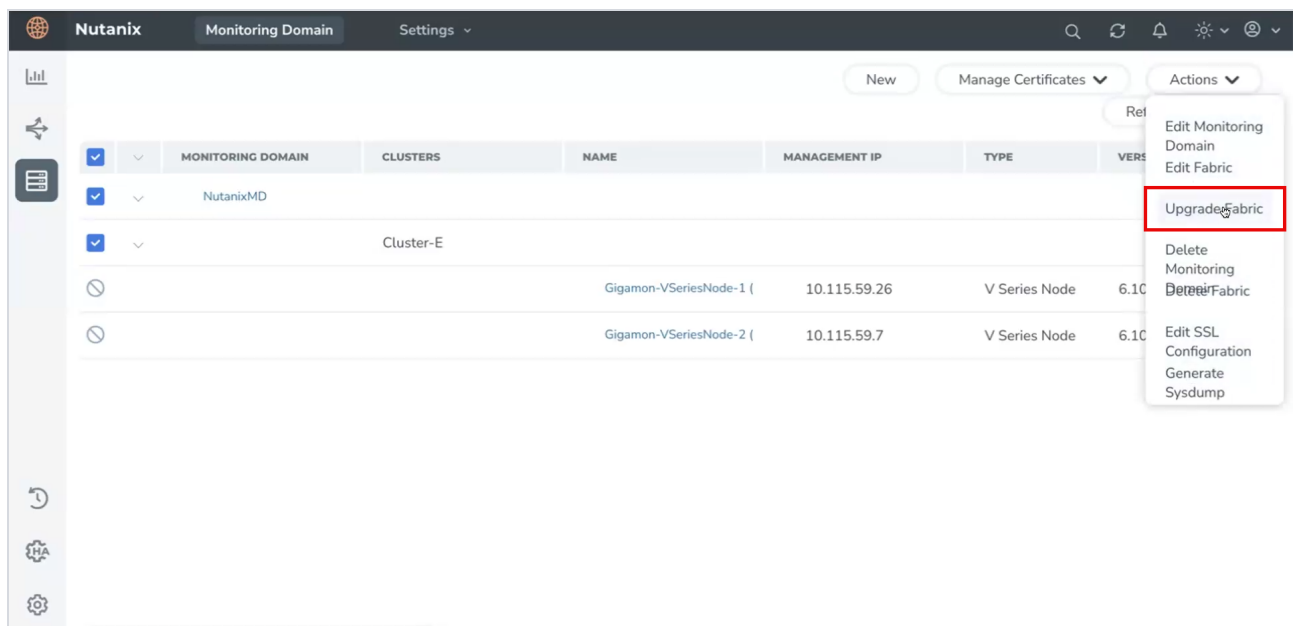 Nutanix Monitoring Domain Settings
New Manage Certificates Actions
Edit Monitoring
Domain
Edit Fabric
Upgrade Fabric
Delete
Monitoring
Domain
Delete Fabric
Edit SSL
Configuration
Generate
Sysdump
MONITORING DOMAIN CLUSTERS NAME MANAGEMENT IP TYPE
NutanixMD
Cluster-E
Gigamon-VSeriesNode-1 ( 10.115.59.26 V Series Node 6.10
Gigamon-VSeriesNode-2 ( 10.115.59.7 V Series Node 6.10
HA